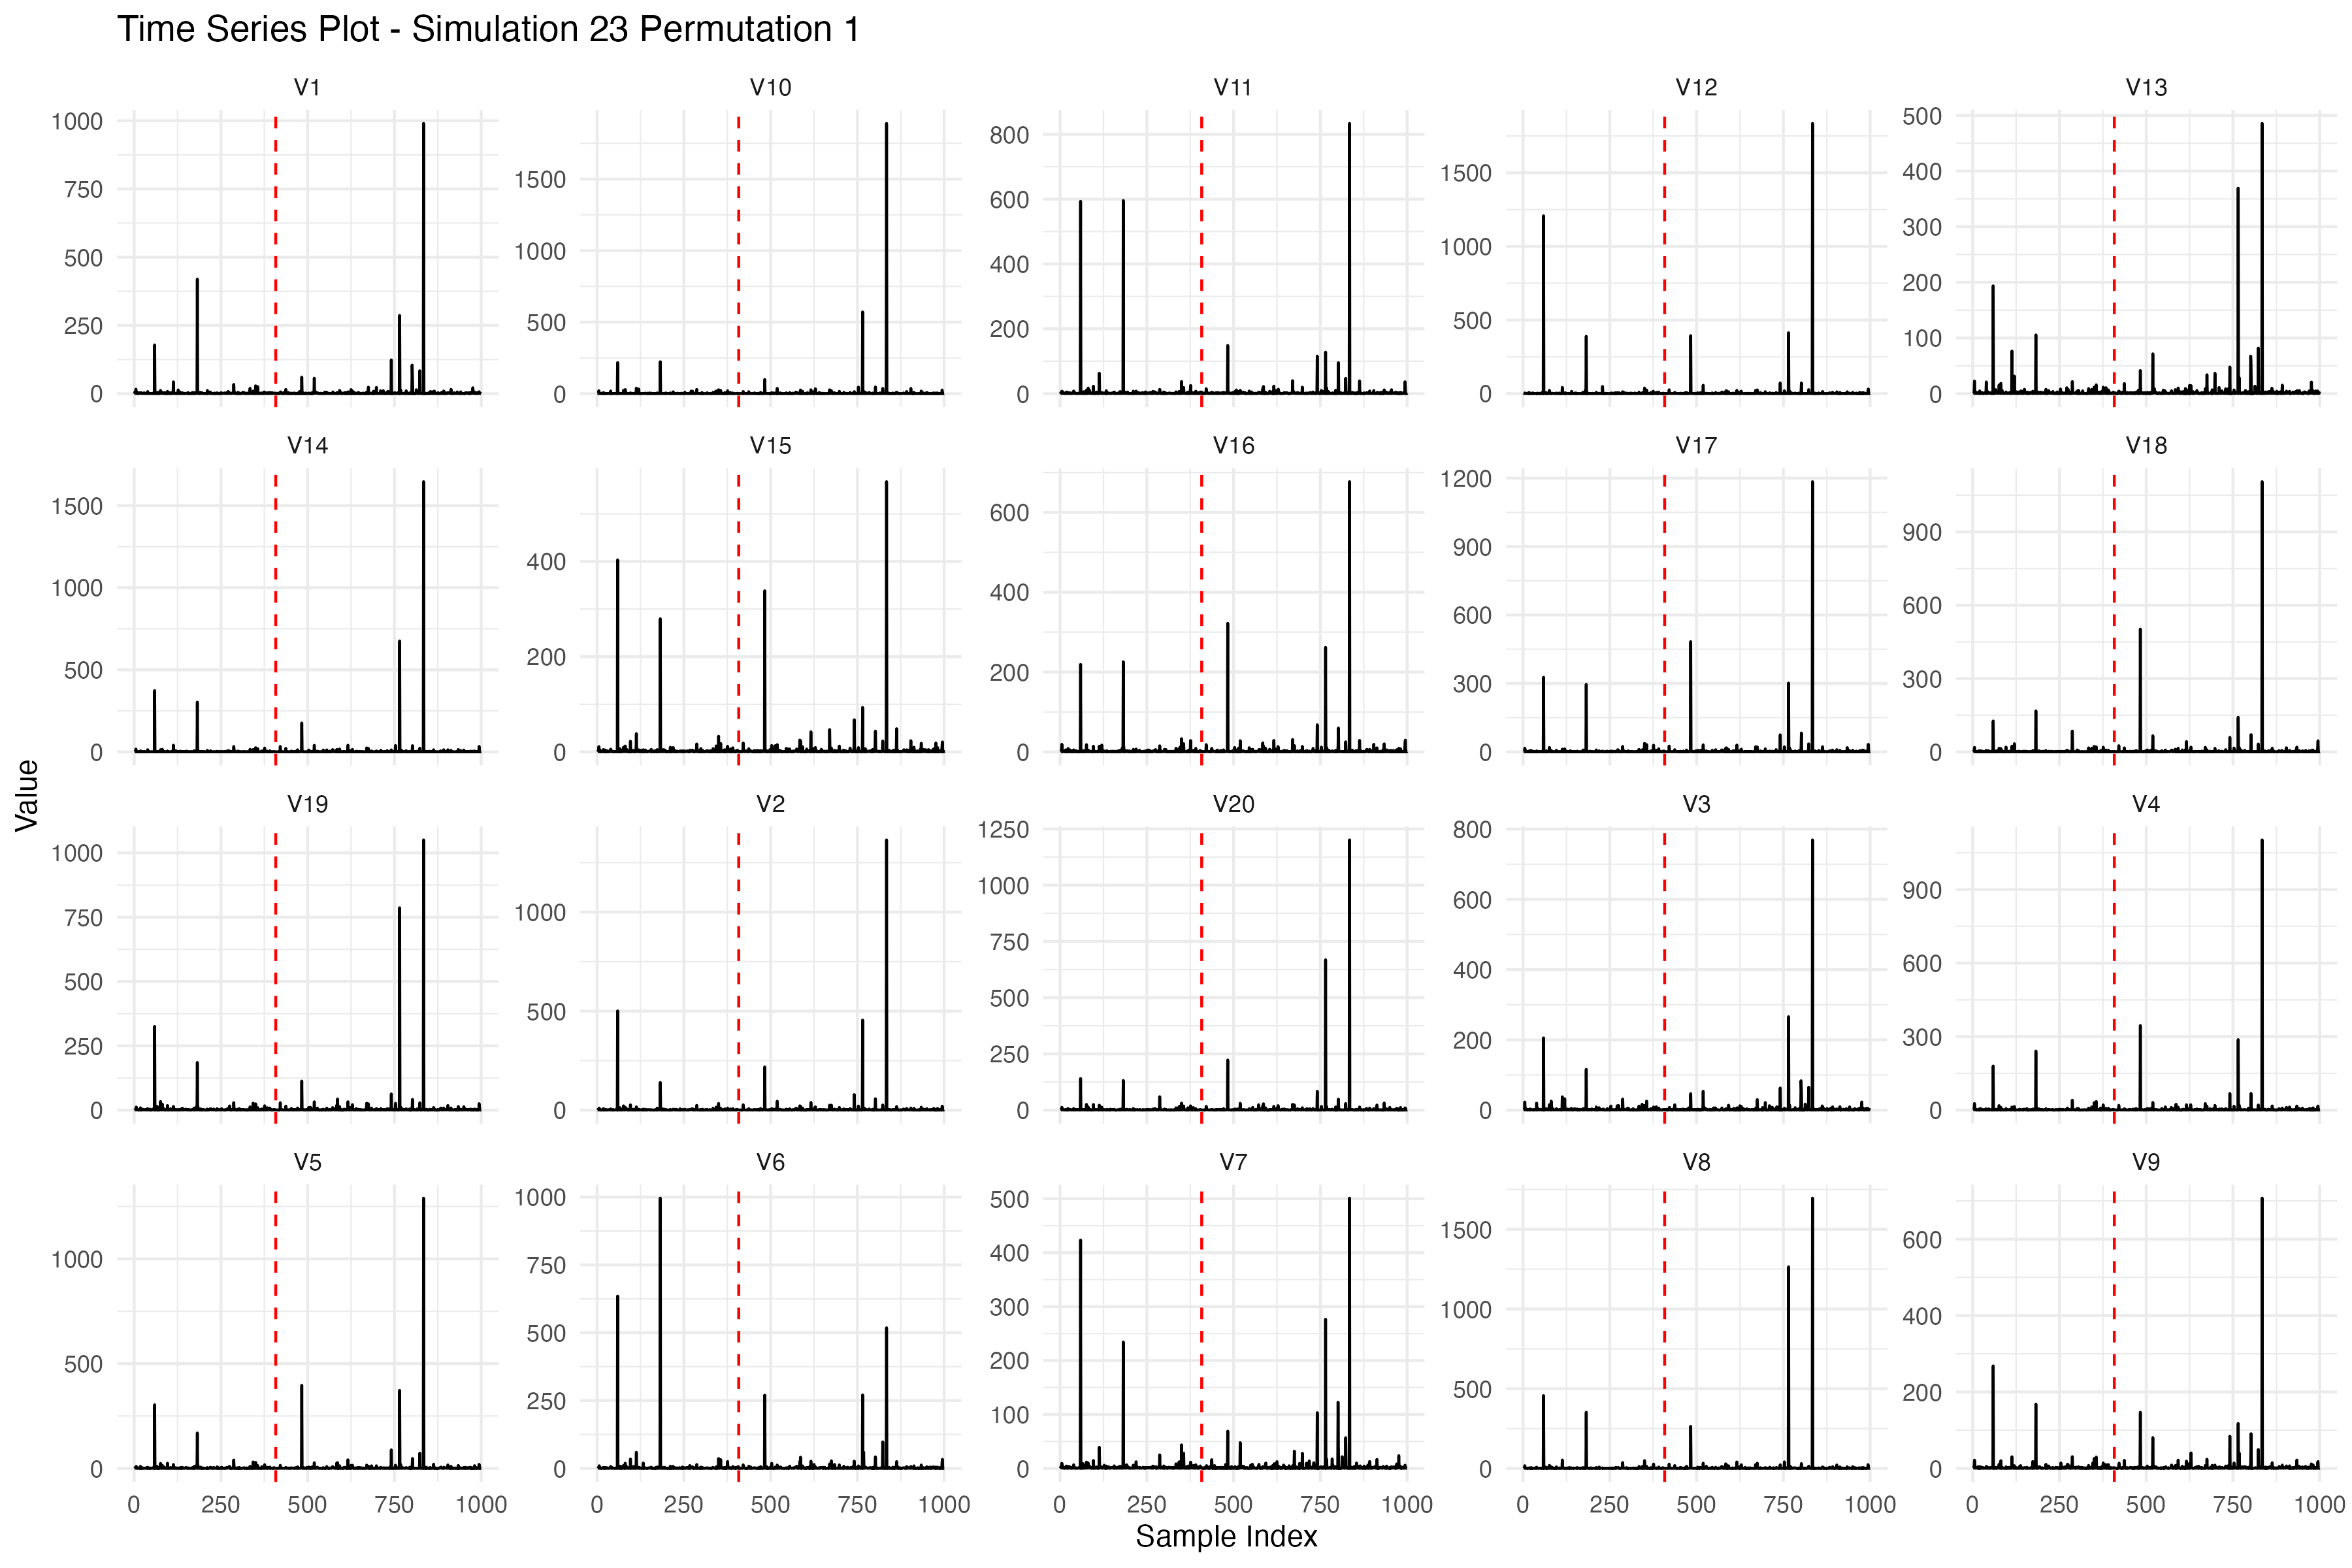 Time Series Plot - Simulation 23 Permutation 1
V1 V10 V11 V12 V13
1000 750 500 250 0
1500 1000 500 0
800 600 400 200 0
1500 1000 500 0
500 400 300 200 100 0
V14 V15 V16 V17 V18
1500 1000 500 0
400 200 0
600 400 200 0
1200 900 600 300 0
900 600 300 0
Value
V19 V2 V20 V3 V4
1000 750 500 250 0
1000 500 0
1250 1000 750 500 250 0
800 600 400 200 0
900 600 300 0
V5 V6 V7 V8 V9
1000 500 0
1000 750 500 250 0
500 400 300 200 100 0
1500 1000 500 0
600 400 200 0
0 250 500 750 1000 0 250 500 750 1000 0 250 500 750 1000 0 250 500 750 1000 0 250 500 750 1000
Sample Index